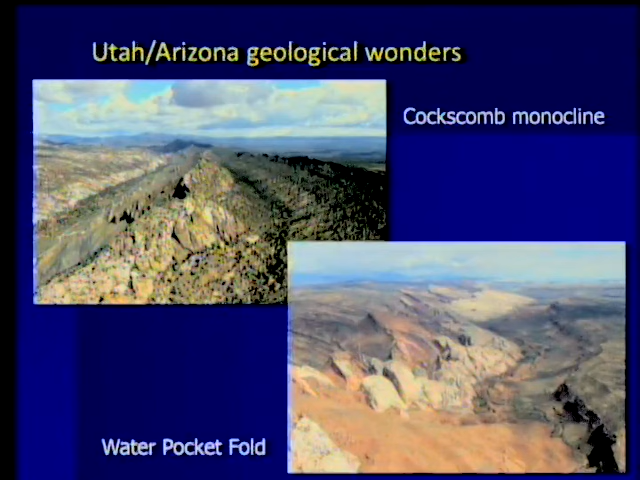 Utah/Arizona geological wonders
Cockscomb monocline
Water Pocket Fold